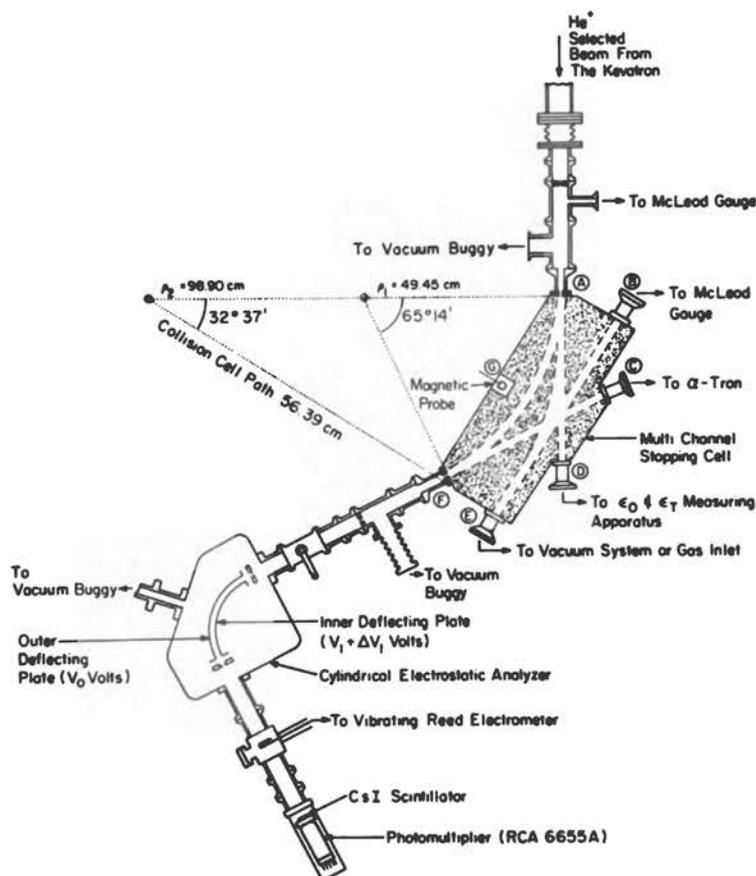 He+
Selected
Beam From
The Kevatron
To McLeod Gauge
To Vacuum Buggy
A
B
To McLeod
Gauge
ρ2 = 98.90 cm
ρ1 = 49.45 cm
32° 37'
65° 14'
Collision Cell Path 56.39 cm
G
Magnetic
Probe
C
To α-Tron
Multi Channel
Stopping Cell
D
To ϵO & ϵT Measuring
Apparatus
F
E
To Vacuum System or Gas Inlet
To Vacuum
Buggy
To
Vacuum Buggy
Inner Deflecting Plate
(V1 + ΔV1 Volts)
Outer
Deflecting
Plate (VO Volts)
Cylindrical Electrostatic Analyzer
To Vibrating Reed Electrometer
CsI Scintillator
Photomultiplier (RCA 6655A)